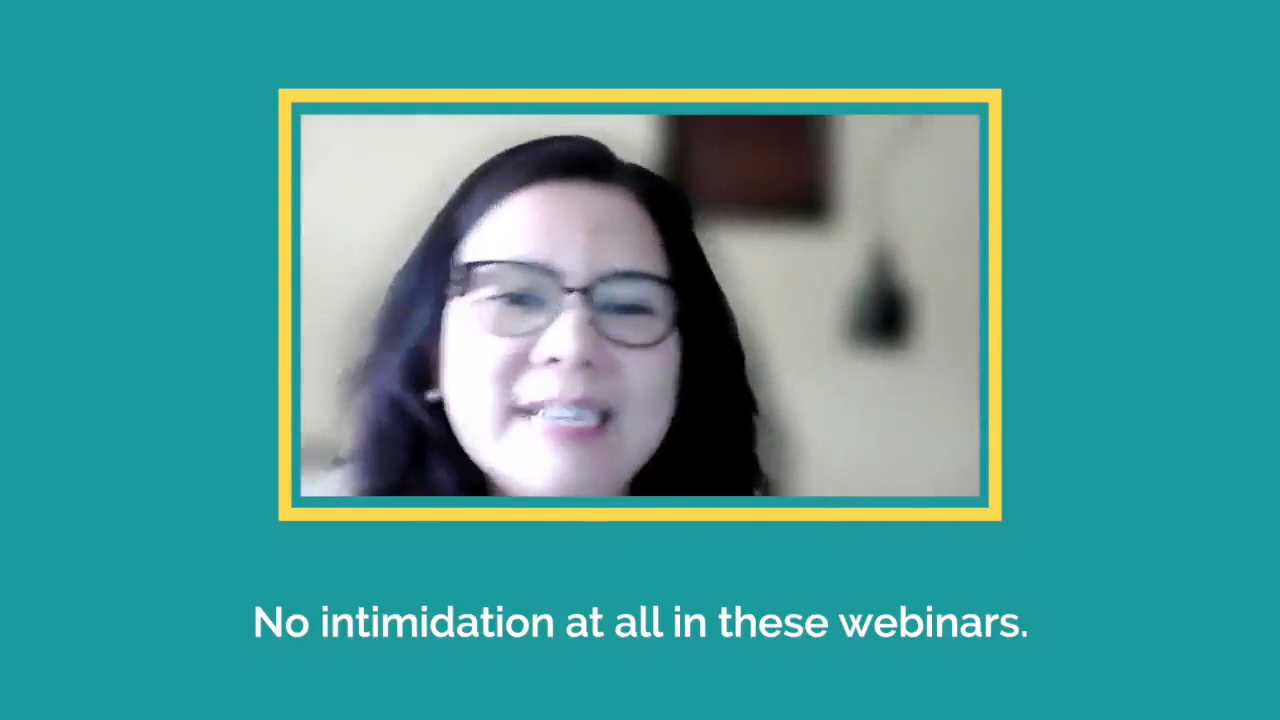 No intimidation at all in these webinars.